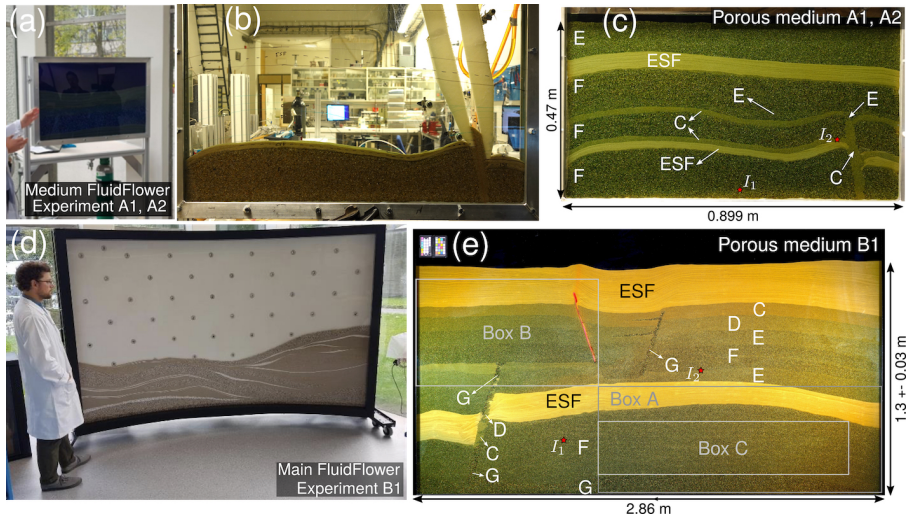 (a)
Medium FluidFlower
Experiment A1, A2
(b)
(c)
Porous medium A1, A2
E
ESF
F
E
E
C
I2
F
ESF
F
I1
C
0.47 m
0.899 m
(d)
Main FluidFlower
Experiment B1
(e)
Porous medium B1
ESF
C
D
E
Box B
F
G
I2
E
G
ESF
Box A
D
I1
F
C
Box C
G
G
1.3 +- 0.03 m
2.86 m